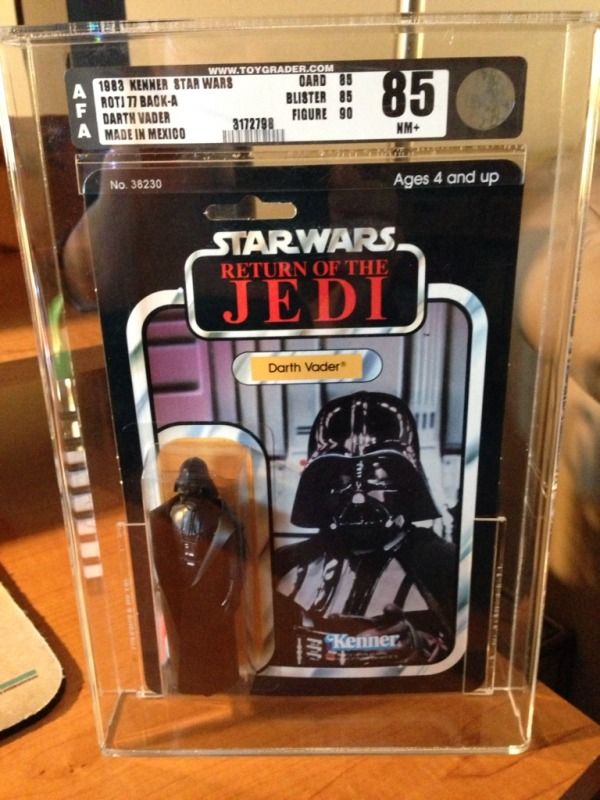 WWW.TOYGRADER.COM
AFA
1983 KENNER STAR WARS
ROTJ 77 BACK-A
DARTH VADER
MADE IN MEXICO
3172798
CARD 85
BLISTER 85
FIGURE 90
85
NM+
No. 38230
Ages 4 and up
STAR WARS
RETURN OF THE
JEDI
Darth Vader®
Kenner